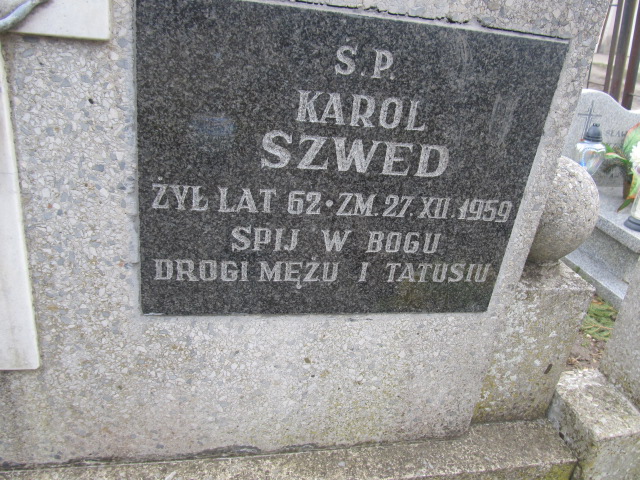 Ś.P.
KAROL
SZWED
ŻYŁ LAT 62 · ZM. 27. XII. 1959
ŚPIJ W BOGU
DROGI MĘŻU I TATUSIU